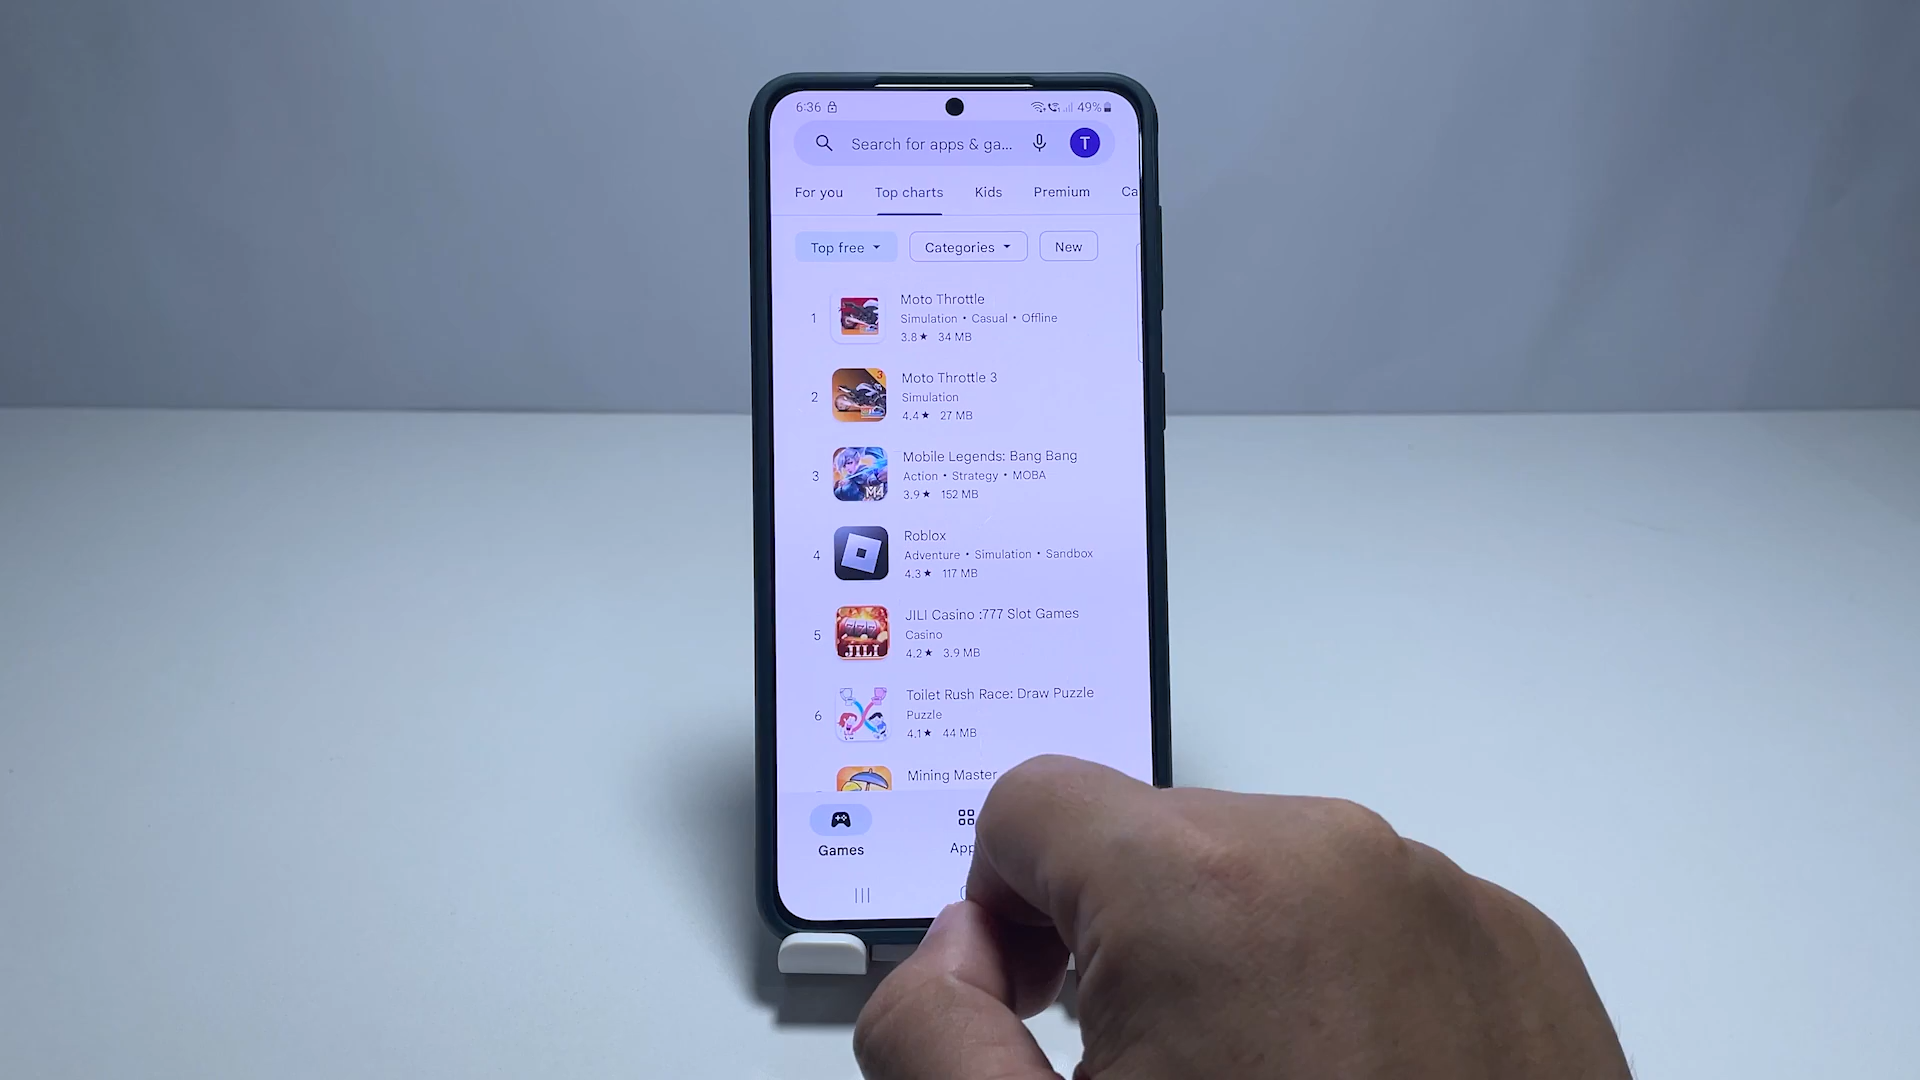 6:36 49%
Search for apps & ga... T
For you Top charts Kids Premium Ca
Top free Categories New
1 Moto Throttle
Simulation • Casual • Offline
3.8★ 34 MB
2 Moto Throttle 3
Simulation
4.4★ 27 MB
3 Mobile Legends: Bang Bang
Action • Strategy • MOBA
3.9★ 152 MB
M4
4 Roblox
Adventure • Simulation • Sandbox
4.3★ 117 MB
5 JILI Casino :777 Slot Games
Casino
4.2★ 3.9 MB
777
JILI
6 Toilet Rush Race: Draw Puzzle
Puzzle
4.1★ 44 MB
Mining Master
Games App